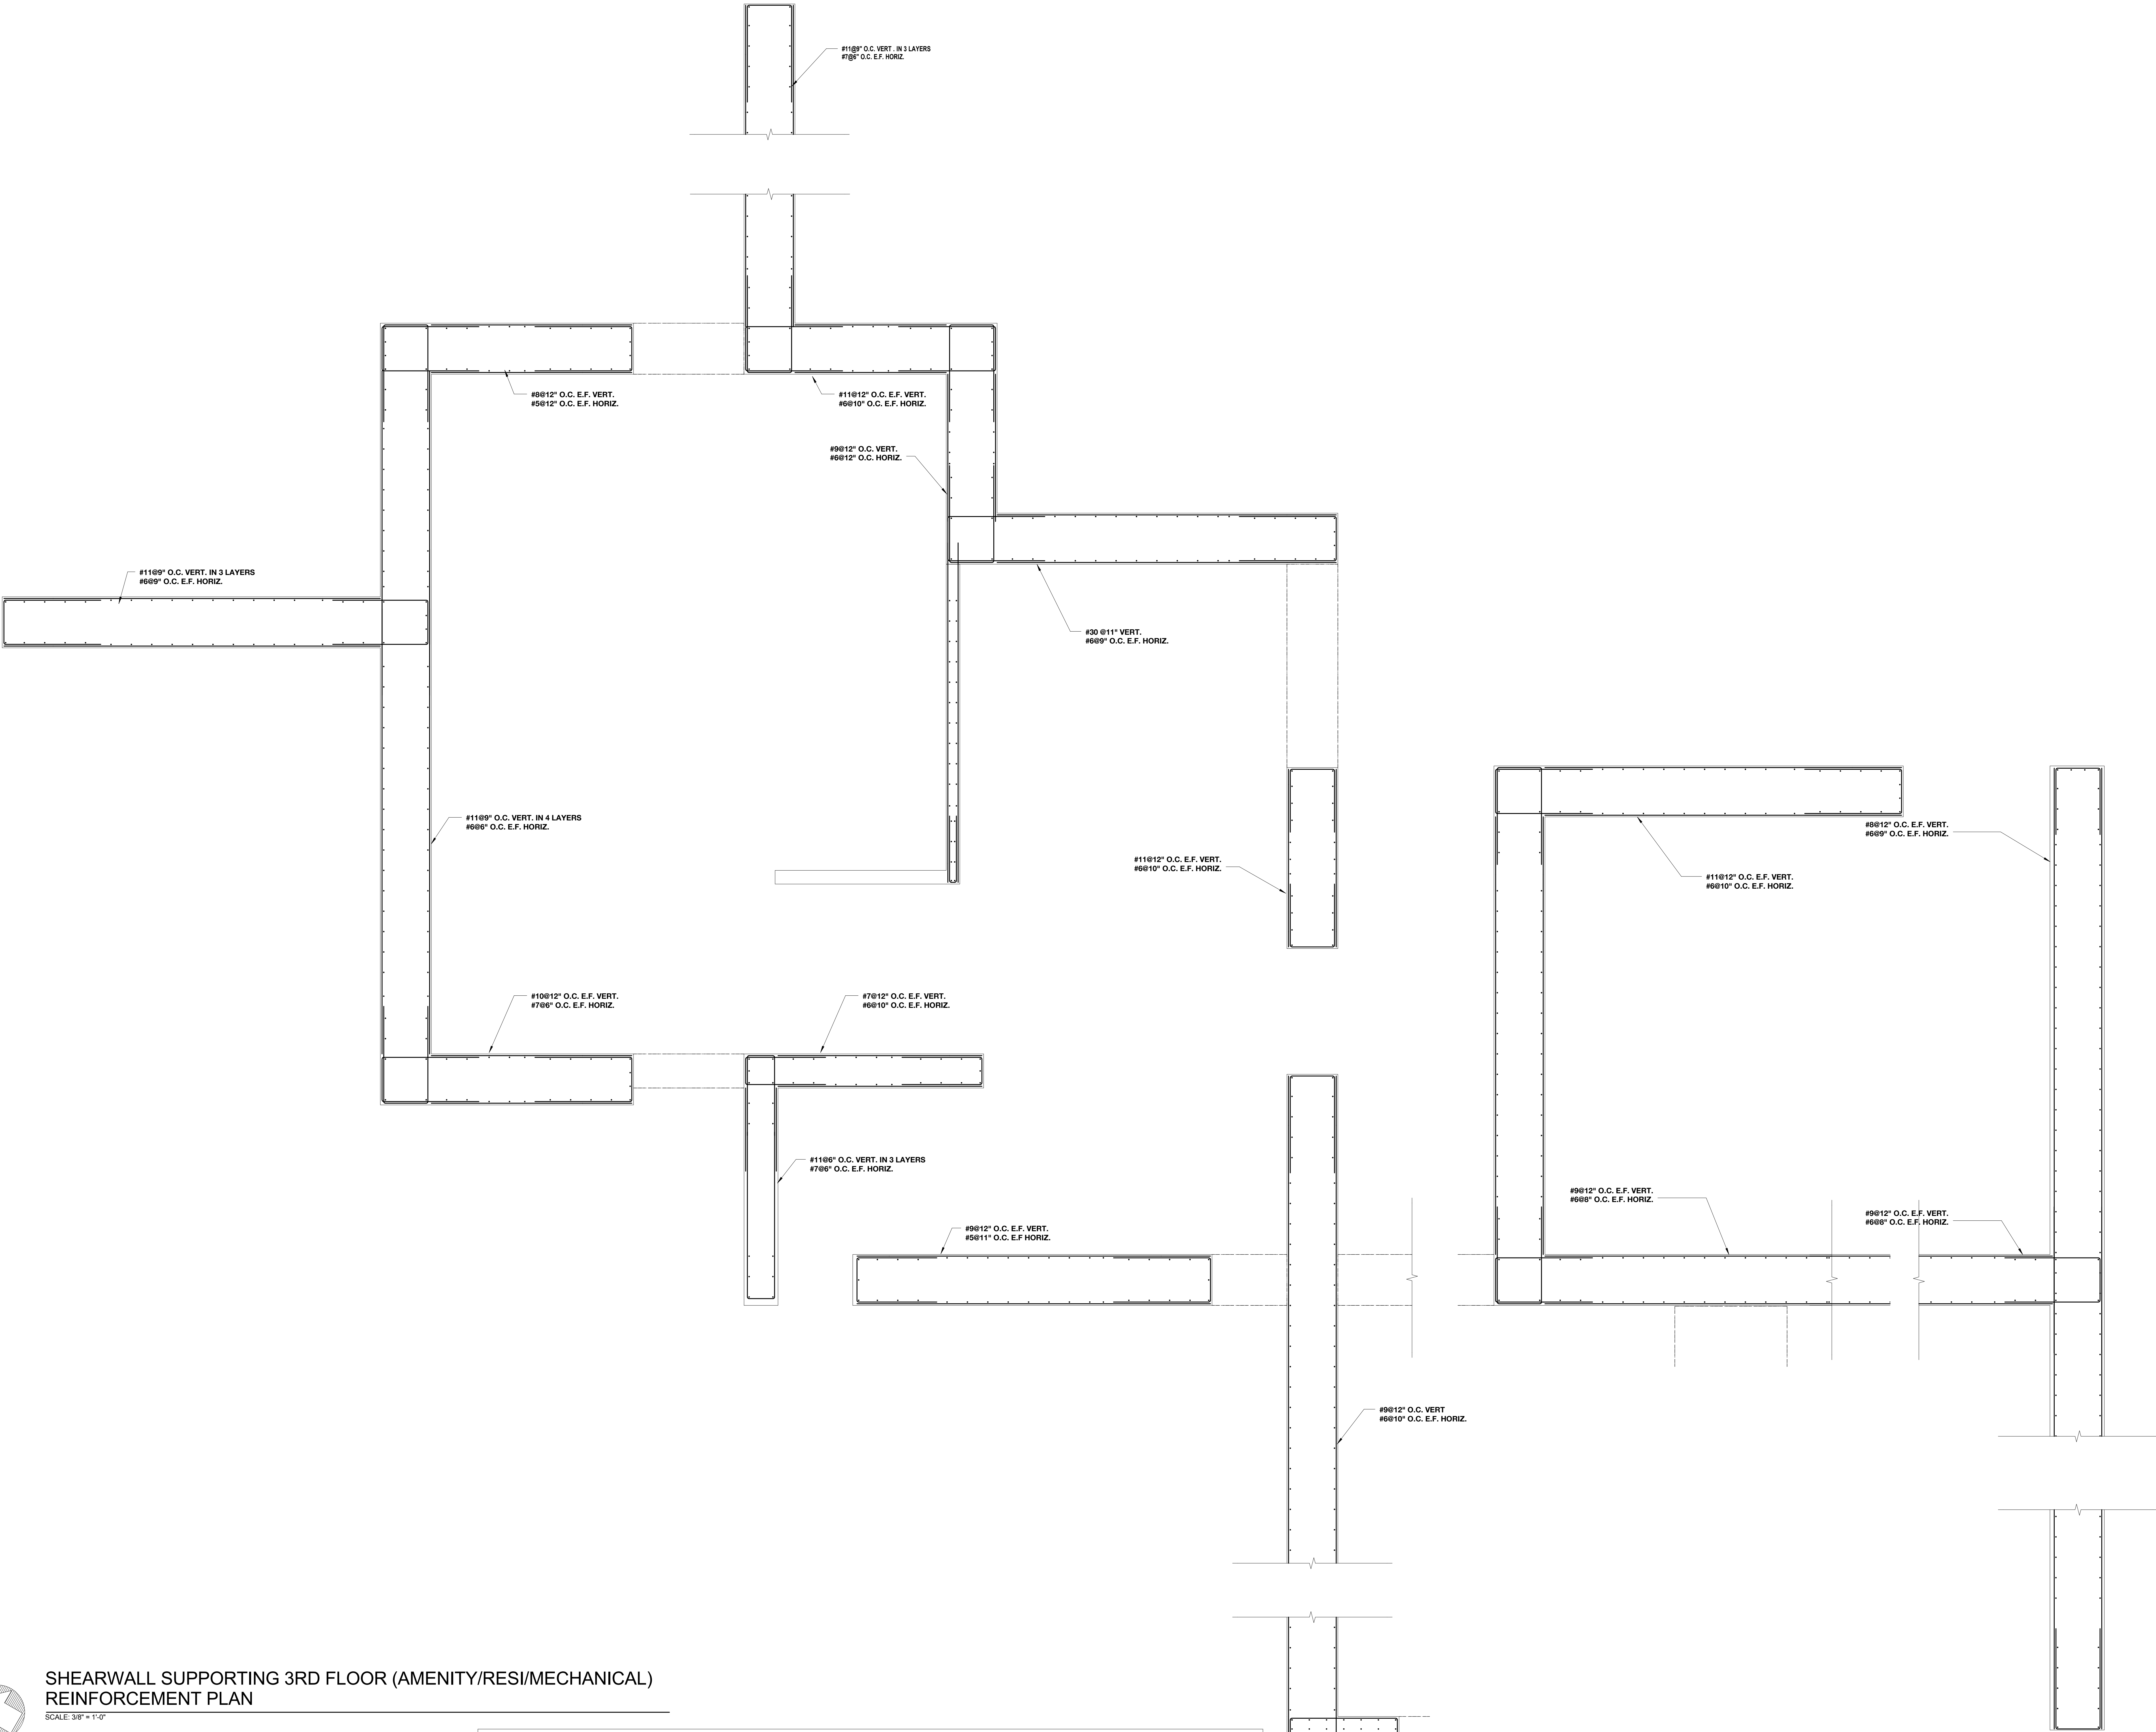 #11@9" O.C. VERT . IN 3 LAYERS
#7@6" O.C. E.F. HORIZ.
#8@12" O.C. E.F. VERT.
#5@12" O.C. E.F. HORIZ.
#11@12" O.C. E.F. VERT.
#6@10" O.C. E.F. HORIZ.
#9@12" O.C. VERT.
#6@12" O.C. HORIZ.
#11@9" O.C. VERT. IN 3 LAYERS
#6@9" O.C. E.F. HORIZ.
#30 @11" VERT.
#6@9" O.C. E.F. HORIZ.
#11@9" O.C. VERT. IN 4 LAYERS
#6@6" O.C. E.F. HORIZ.
#11@12" O.C. E.F. VERT.
#6@10" O.C. E.F. HORIZ.
#8@12" O.C. E.F. VERT.
#6@9" O.C. E.F. HORIZ.
#11@12" O.C. E.F. VERT.
#6@10" O.C. E.F. HORIZ.
#10@12" O.C. E.F. VERT.
#7@6" O.C. E.F. HORIZ.
#7@12" O.C. E.F. VERT.
#6@10" O.C. E.F. HORIZ.
#11@6" O.C. VERT. IN 3 LAYERS
#7@6" O.C. E.F. HORIZ.
#9@12" O.C. E.F. VERT.
#6@8" O.C. E.F. HORIZ.
#9@12" O.C. E.F. VERT.
#6@8" O.C. E.F. HORIZ.
#9@12" O.C. E.F. VERT.
#5@11" O.C. E.F HORIZ.
#9@12" O.C. VERT
#6@10" O.C. E.F. HORIZ.
SHEARWALL SUPPORTING 3RD FLOOR (AMENITY/RESI/MECHANICAL)
REINFORCEMENT PLAN
SCALE: 3/8" = 1'-0"